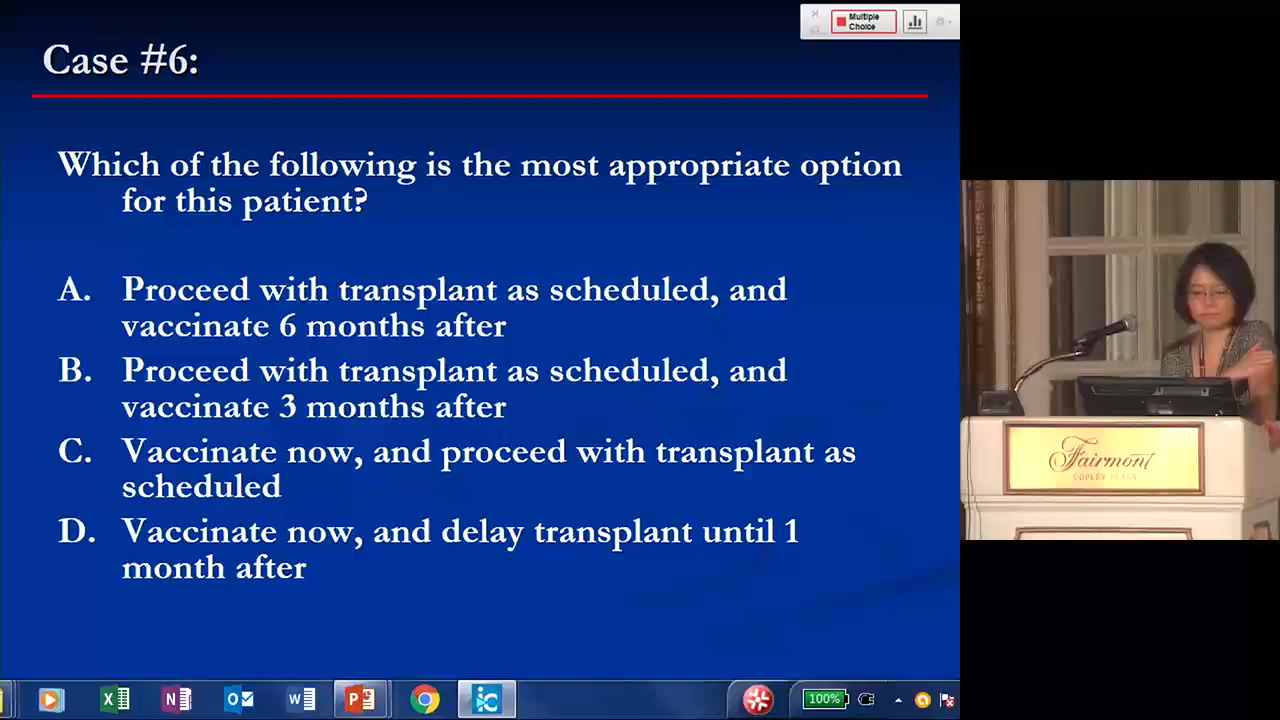 Multiple
Choice
Case #6:
Which of the following is the most appropriate option
for this patient?
A. Proceed with transplant as scheduled, and
vaccinate 6 months after
B. Proceed with transplant as scheduled, and
vaccinate 3 months after
C. Vaccinate now, and proceed with transplant as
scheduled
D. Vaccinate now, and delay transplant until 1
month after
Fairmont
COPLEY PLAZA
100%